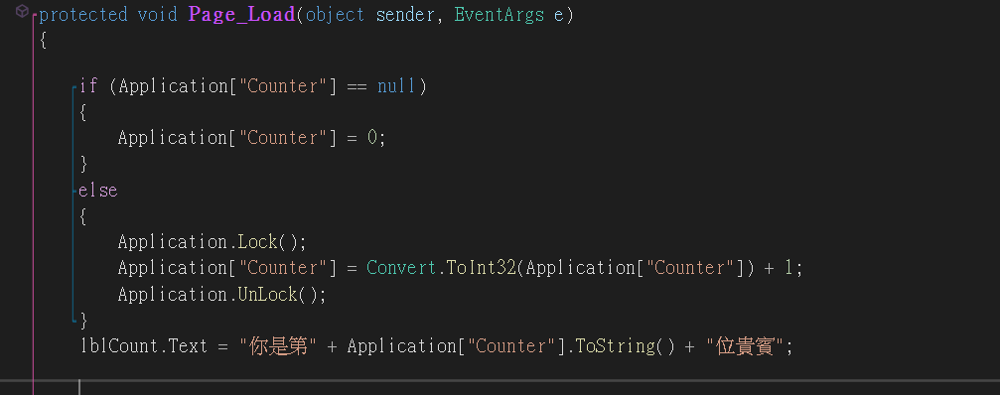 protected void Page_Load(object sender, EventArgs e)
{
if (Application["Counter"] == null)
{
Application["Counter"] = 0;
}
else
{
Application.Lock();
Application["Counter"] = Convert.ToInt32(Application["Counter"]) + 1;
Application.UnLock();
}
lblCount.Text = "你是第" + Application["Counter"].ToString() + "位貴賓";